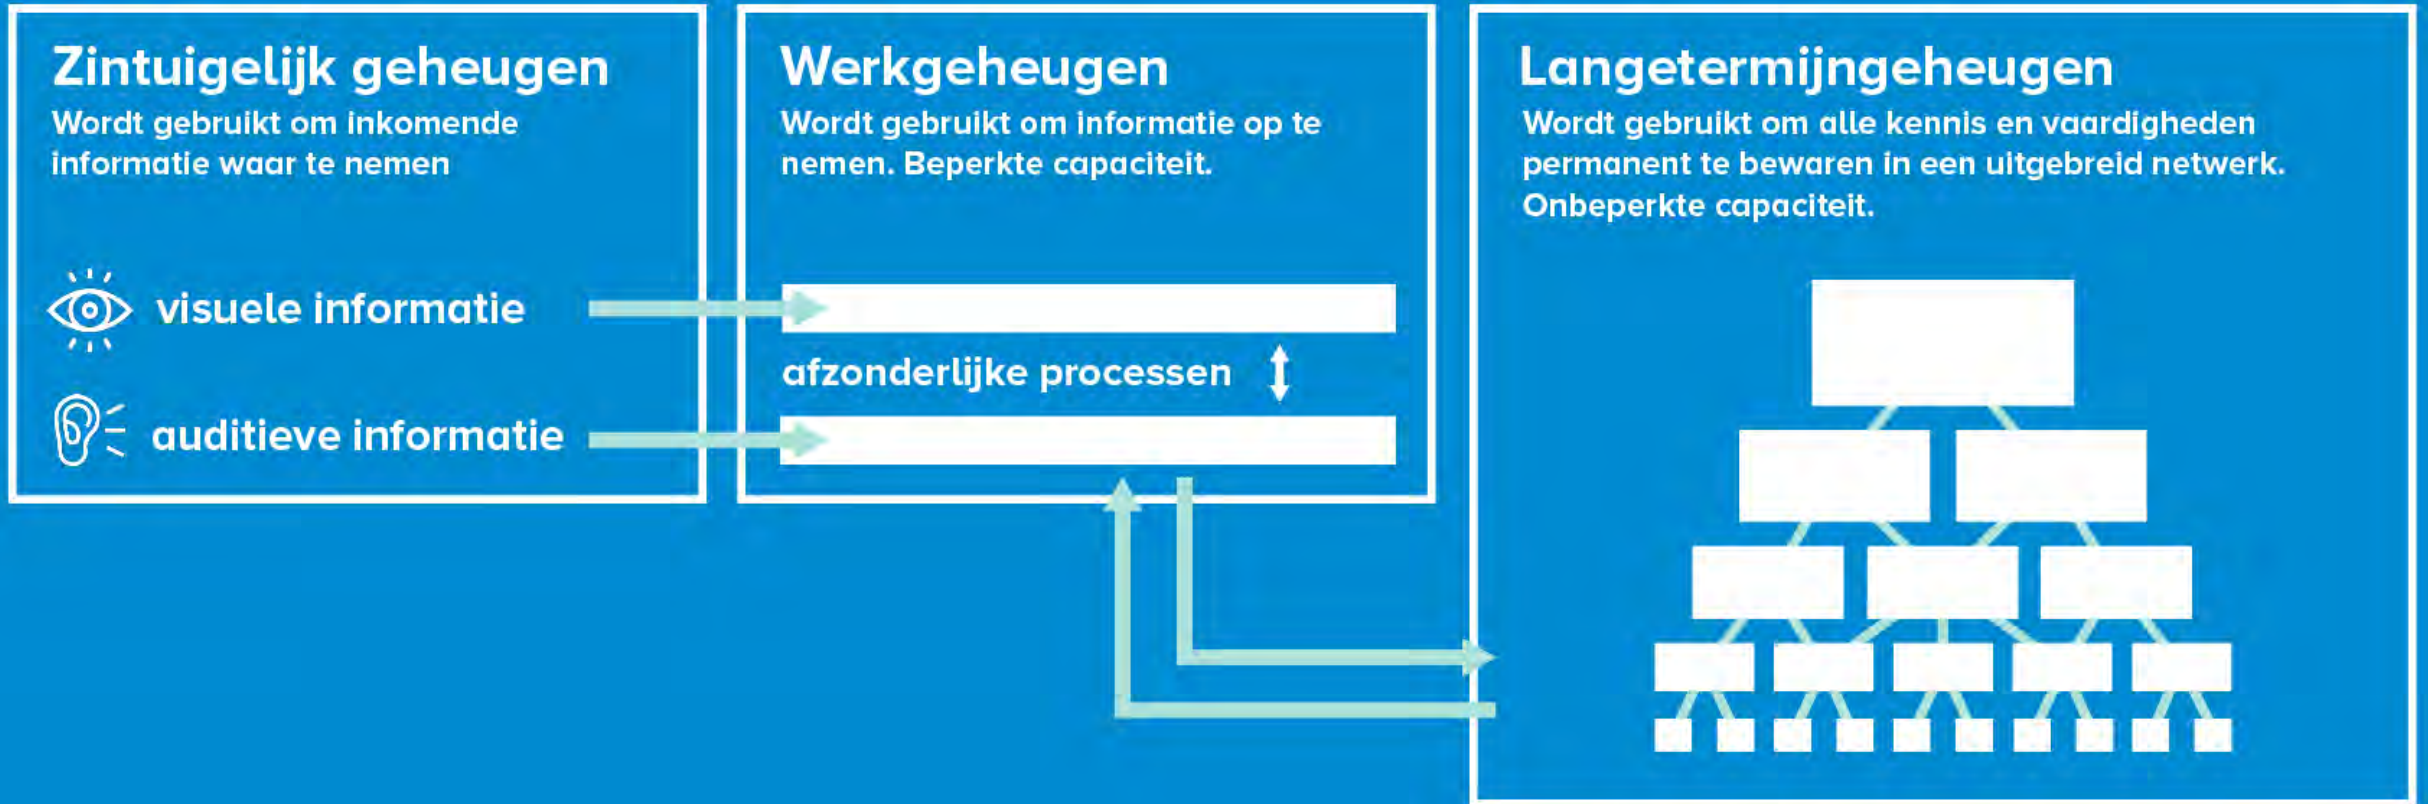 Zintuigelijk geheugen
Wordt gebruikt om inkomende
informatie waar te nemen
visuele informatie
auditieve informatie
Werkgeheugen
Wordt gebruikt om informatie op te
nemen. Beperkte capaciteit.
afzonderlijke processen
Langetermijngeheugen
Wordt gebruikt om alle kennis en vaardigheden
permanent te bewaren in een uitgebreid netwerk.
Onbeperkte capaciteit.